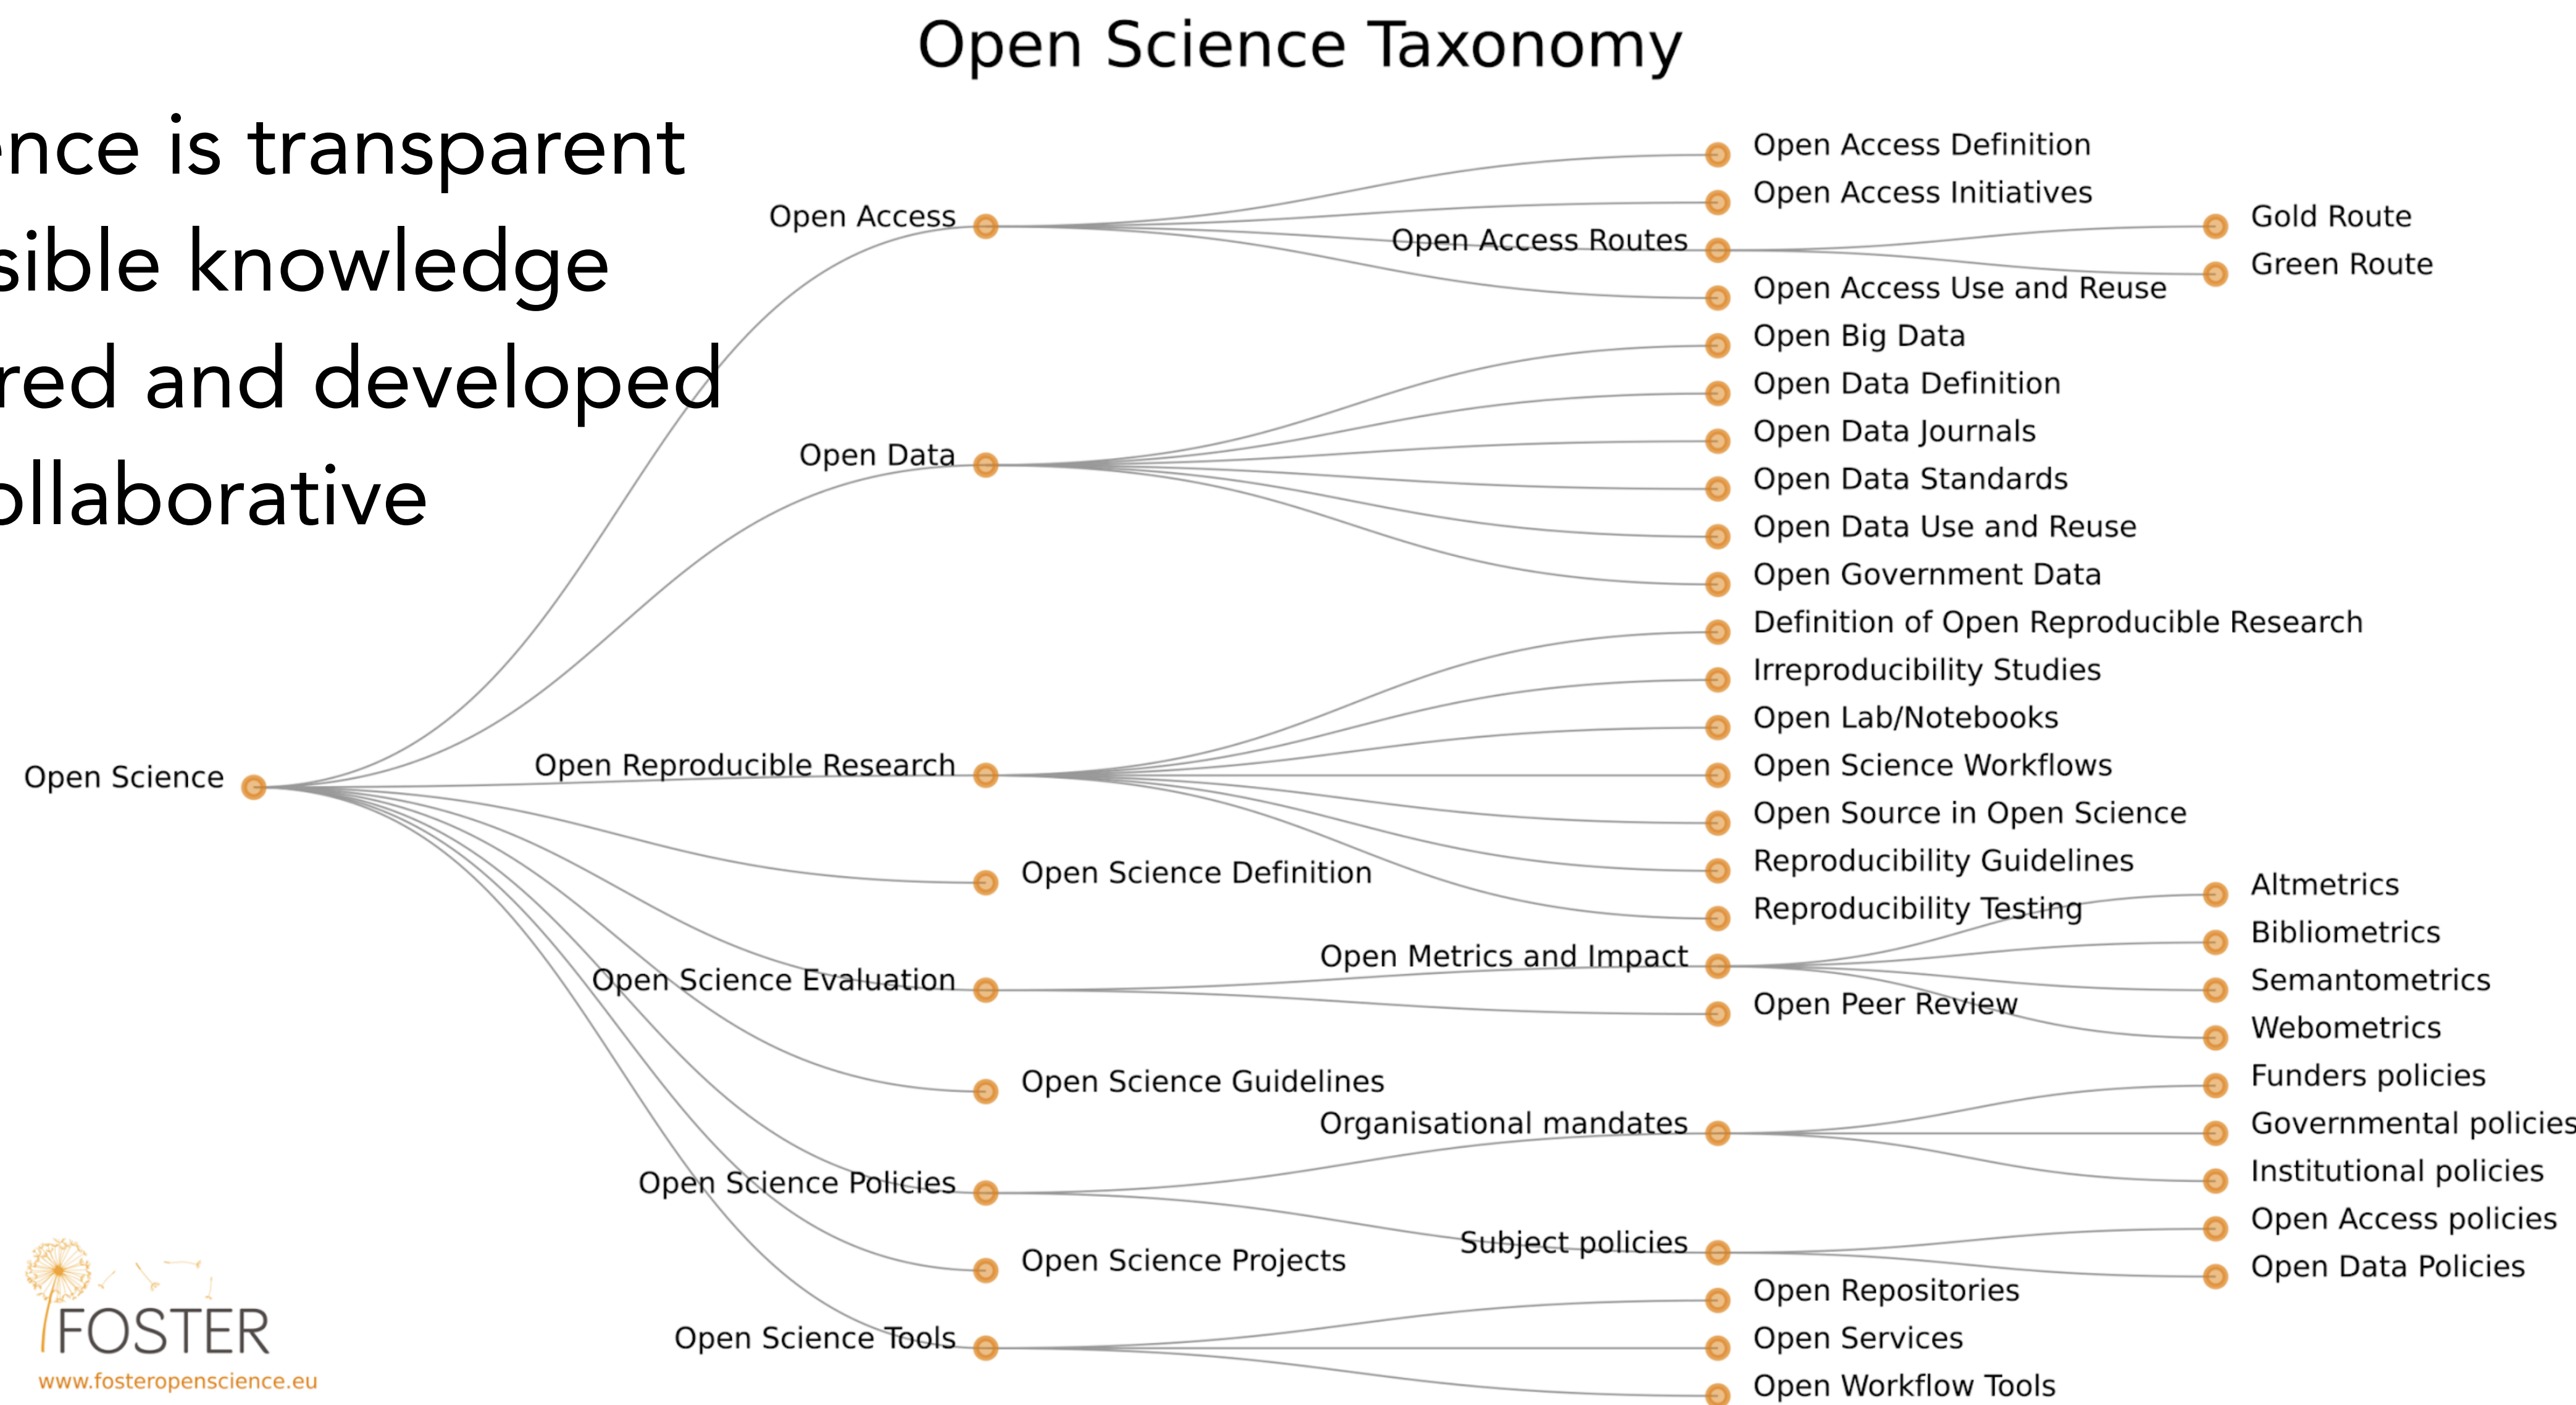 Open Science Taxonomy
ence is transparent
sible knowledge
red and developed
ollaborative
Open Science
Open Access
Open Access Definition
Open Access Initiatives
Open Access Routes
Gold Route
Green Route
Open Access Use and Reuse
Open Data
Open Big Data
Open Data Definition
Open Data Journals
Open Data Standards
Open Data Use and Reuse
Open Government Data
Open Reproducible Research
Definition of Open Reproducible Research
Irreproducibility Studies
Open Lab/Notebooks
Open Science Workflows
Open Source in Open Science
Reproducibility Guidelines
Reproducibility Testing
Open Science Definition
Open Science Evaluation
Open Metrics and Impact
Altmetrics
Bibliometrics
Semantometrics
Webometrics
Open Peer Review
Open Science Guidelines
Open Science Policies
Organisational mandates
Funders policies
Governmental policies
Institutional policies
Subject policies
Open Access policies
Open Data Policies
Open Science Projects
Open Science Tools
Open Repositories
Open Services
Open Workflow Tools
FOSTER
www.fosteropenscience.eu